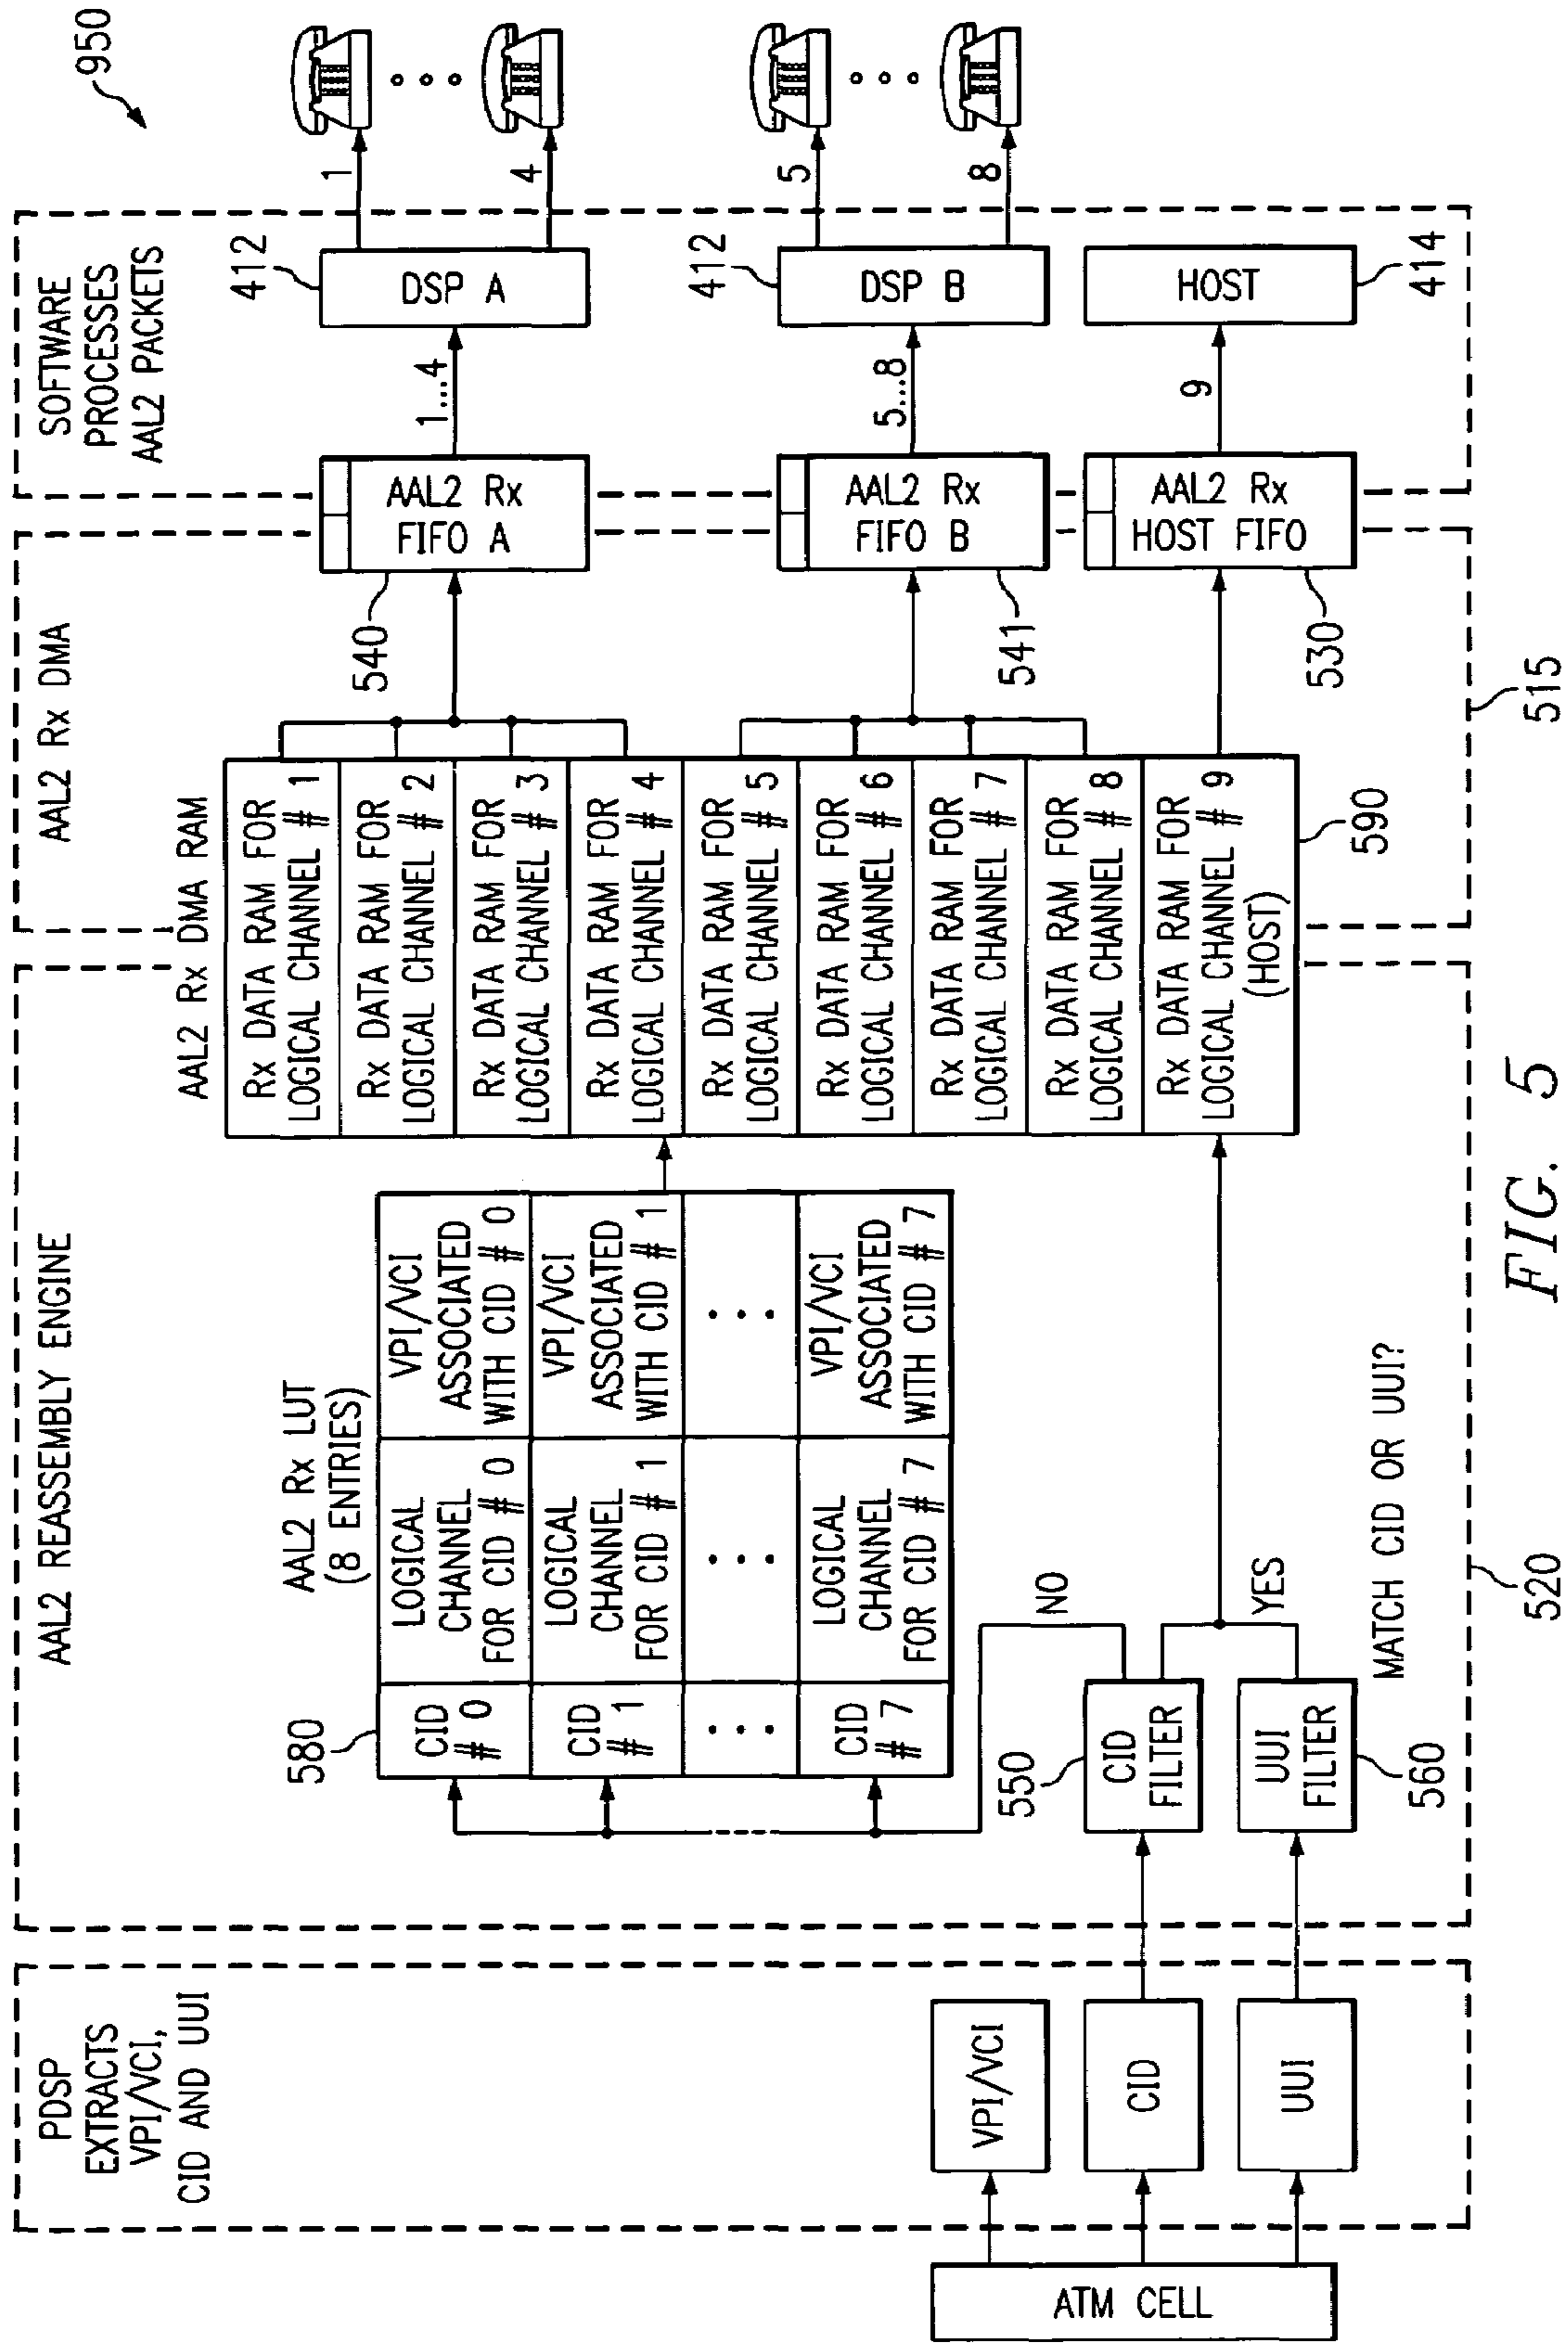 950
PDSP
EXTRACTS
VPI/VCI,
CID AND UUI
AAL2 REASSEMBLY ENGINE
AAL2 Rx DMA
SOFTWARE
PROCESSES
AAL2 PACKETS
ATM CELL
VPI/VCI
CID
UUI
CID
FILTER
550
UUI
FILTER
560
NO
YES
MATCH CID OR UUI?
520
AAL2 Rx LUT
(8 ENTRIES)
580
CID
# 0
LOGICAL
CHANNEL
FOR CID # 0
VPI/VCI
ASSOCIATED
WITH CID # 0
CID
# 1
LOGICAL
CHANNEL
FOR CID # 1
VPI/VCI
ASSOCIATED
WITH CID # 1
CID
# 7
LOGICAL
CHANNEL
FOR CID # 7
VPI/VCI
ASSOCIATED
WITH CID # 7
AAL2 Rx DMA RAM
Rx DATA RAM FOR
LOGICAL CHANNEL # 1
Rx DATA RAM FOR
LOGICAL CHANNEL # 2
Rx DATA RAM FOR
LOGICAL CHANNEL # 3
Rx DATA RAM FOR
LOGICAL CHANNEL # 4
Rx DATA RAM FOR
LOGICAL CHANNEL # 5
Rx DATA RAM FOR
LOGICAL CHANNEL # 6
Rx DATA RAM FOR
LOGICAL CHANNEL # 7
Rx DATA RAM FOR
LOGICAL CHANNEL # 8
Rx DATA RAM FOR
LOGICAL CHANNEL # 9
(HOST)
590
515
540
AAL2 Rx
FIFO A
1...4
412
DSP A
1
4
541
AAL2 Rx
FIFO B
5...8
412
DSP B
5
8
530
AAL2 Rx
HOST FIFO
9
HOST
414
FIG. 5